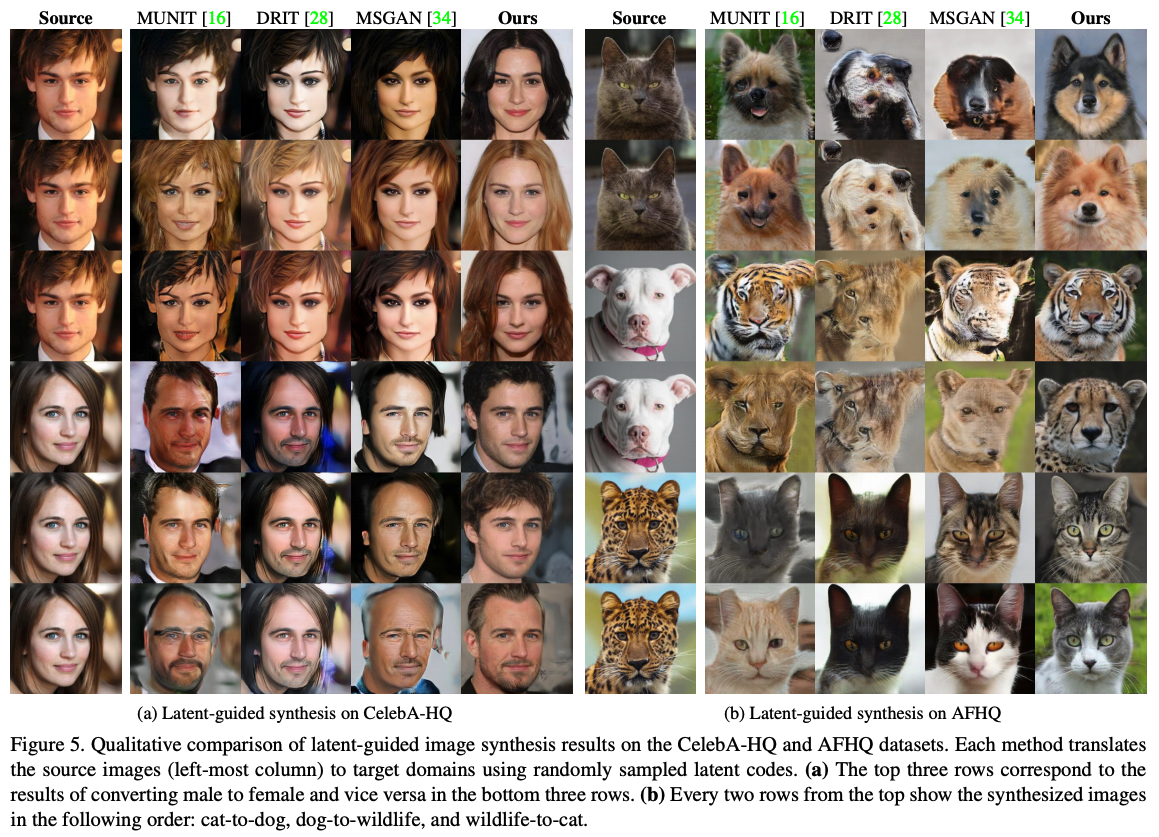 Source MUNIT [16] DRIT [28] MSGAN [34] Ours Source MUNIT [16] DRIT [28] MSGAN [34] Ours
(a) Latent-guided synthesis on CelebA-HQ (b) Latent-guided synthesis on AFHQ
Figure 5. Qualitative comparison of latent-guided image synthesis results on the CelebA-HQ and AFHQ datasets. Each method translates
the source images (left-most column) to target domains using randomly sampled latent codes. (a) The top three rows correspond to the
results of converting male to female and vice versa in the bottom three rows. (b) Every two rows from the top show the synthesized images
in the following order: cat-to-dog, dog-to-wildlife, and wildlife-to-cat.